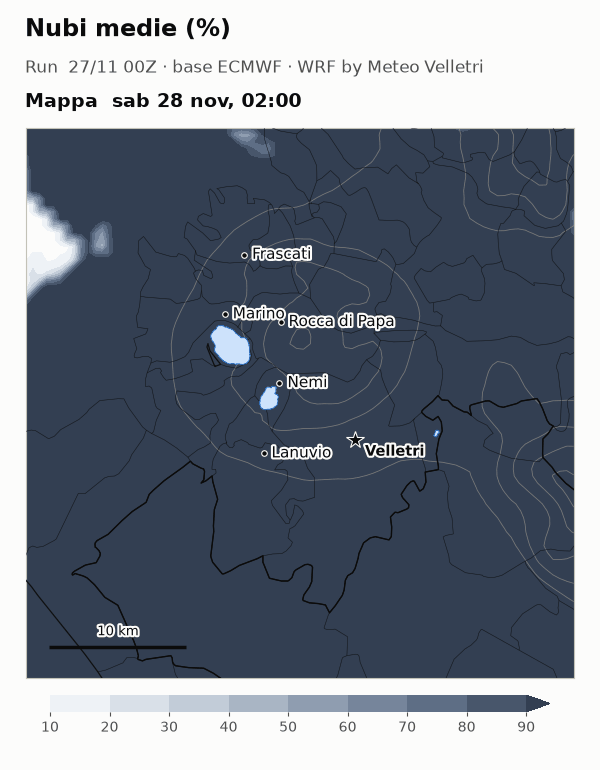 Nubi medie (%)
Run  27/11 00Z · base ECMWF · WRF by Meteo Velletri
Mappa  sab 28 nov, 02:00
Frascati
Marino
Rocca di Papa
Nemi
Velletri
Lanuvio
10 km
10 20 30 40 50 60 70 80 90